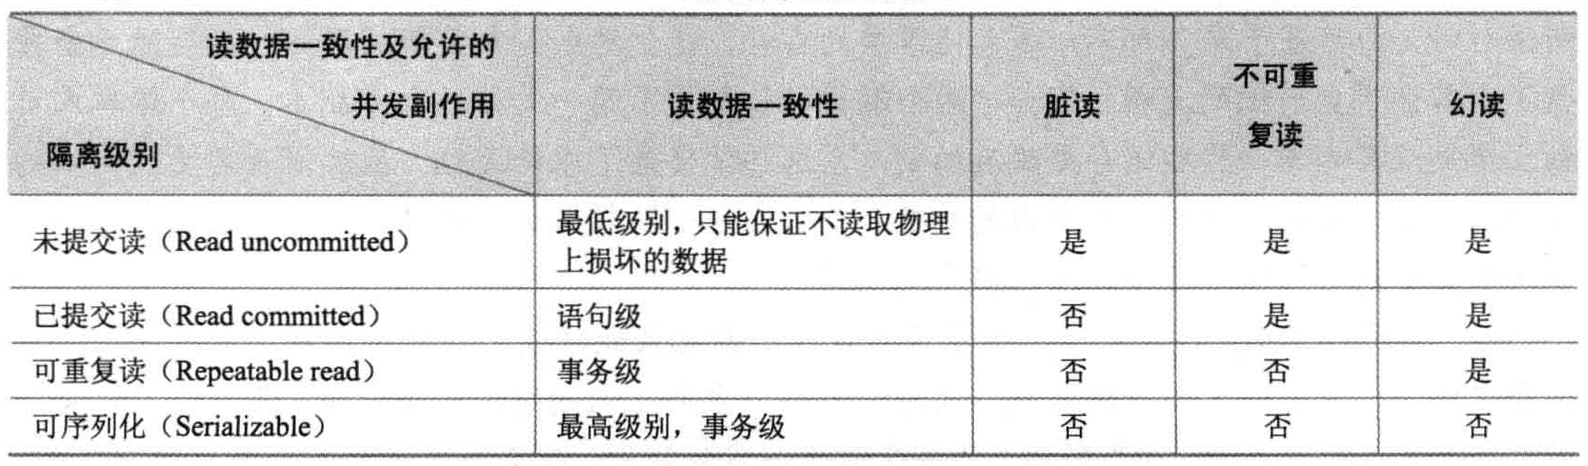 读数据一致性及允许的
并发副作用
隔离级别
读数据一致性
脏读
不可重
复读
幻读
未提交读（Read uncommitted）
最低级别，只能保证不读取物理
上损坏的数据
是
是
是
已提交读（Read committed）
语句级
否
是
是
可重复读（Repeatable read）
事务级
否
否
是
可序列化（Serializable）
最高级别，事务级
否
否
否